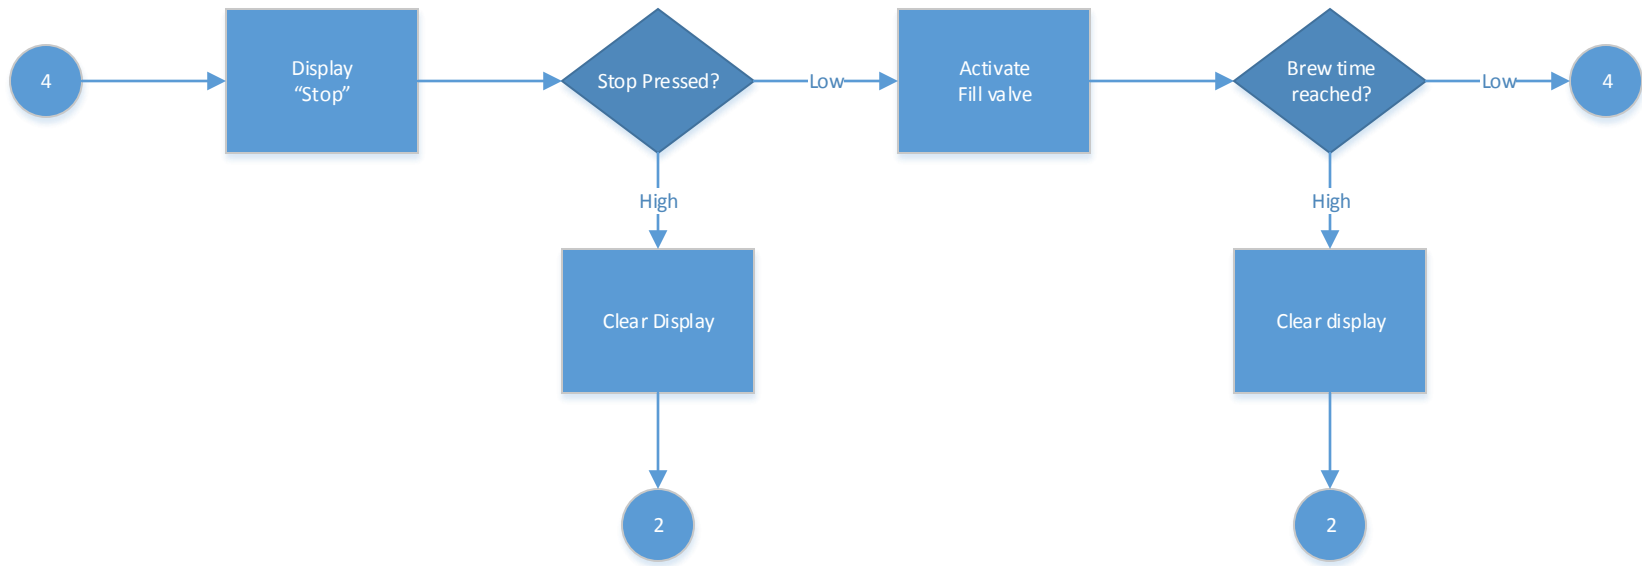 4
Display
“Stop”
Stop Pressed?
Low
Activate
Fill valve
Brew time
reached?
Low
4
High
High
Clear Display
Clear display
2
2